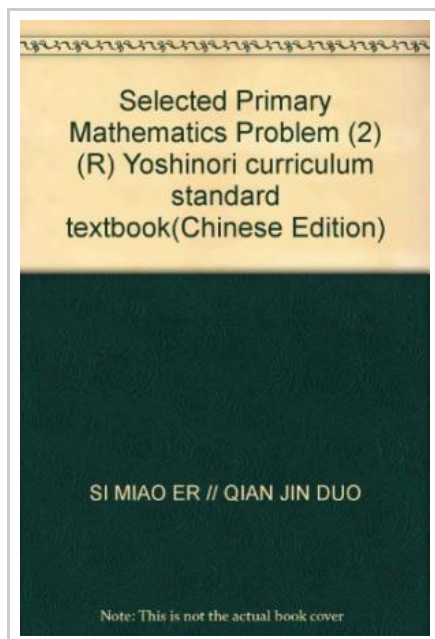 Selected Primary
Mathematics Problem (2)
(R) Yoshinori curriculum
standard
textbook(Chinese Edition)
SI MIAO ER // QIAN JIN DUO
Note: This is not the actual book cover